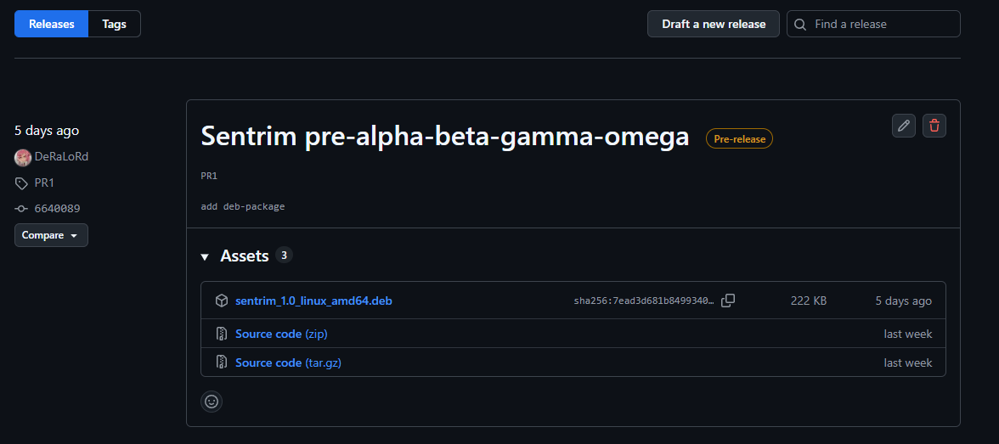 Releases
Tags
Draft a new release
Find a release
5 days ago
DeRaLoRd
PR1
6640089
Compare
Sentrim pre-alpha-beta-gamma-omega
Pre-release
PR1
add deb-package
Assets 3
sentrim_1.0_linux_amd64.deb
sha256:7ead3d681b8499340…
222 KB
5 days ago
Source code (zip)
last week
Source code (tar.gz)
last week